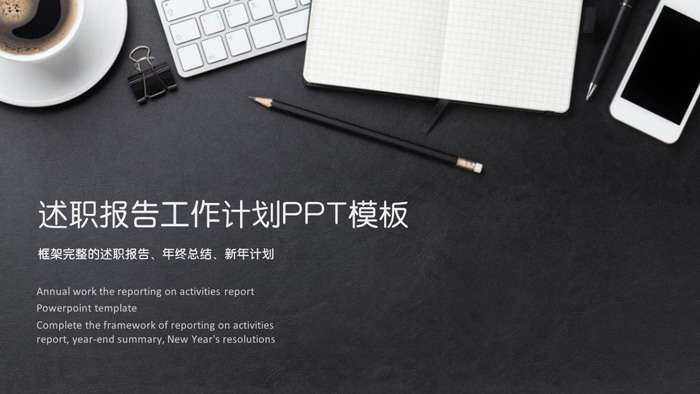 述职报告工作计划PPT模板
框架完整的述职报告、年终总结、新年计划
Annual work the reporting on activities report
Powerpoint template
Complete the framework of reporting on activities
report, year-end summary, New Year's resolutions